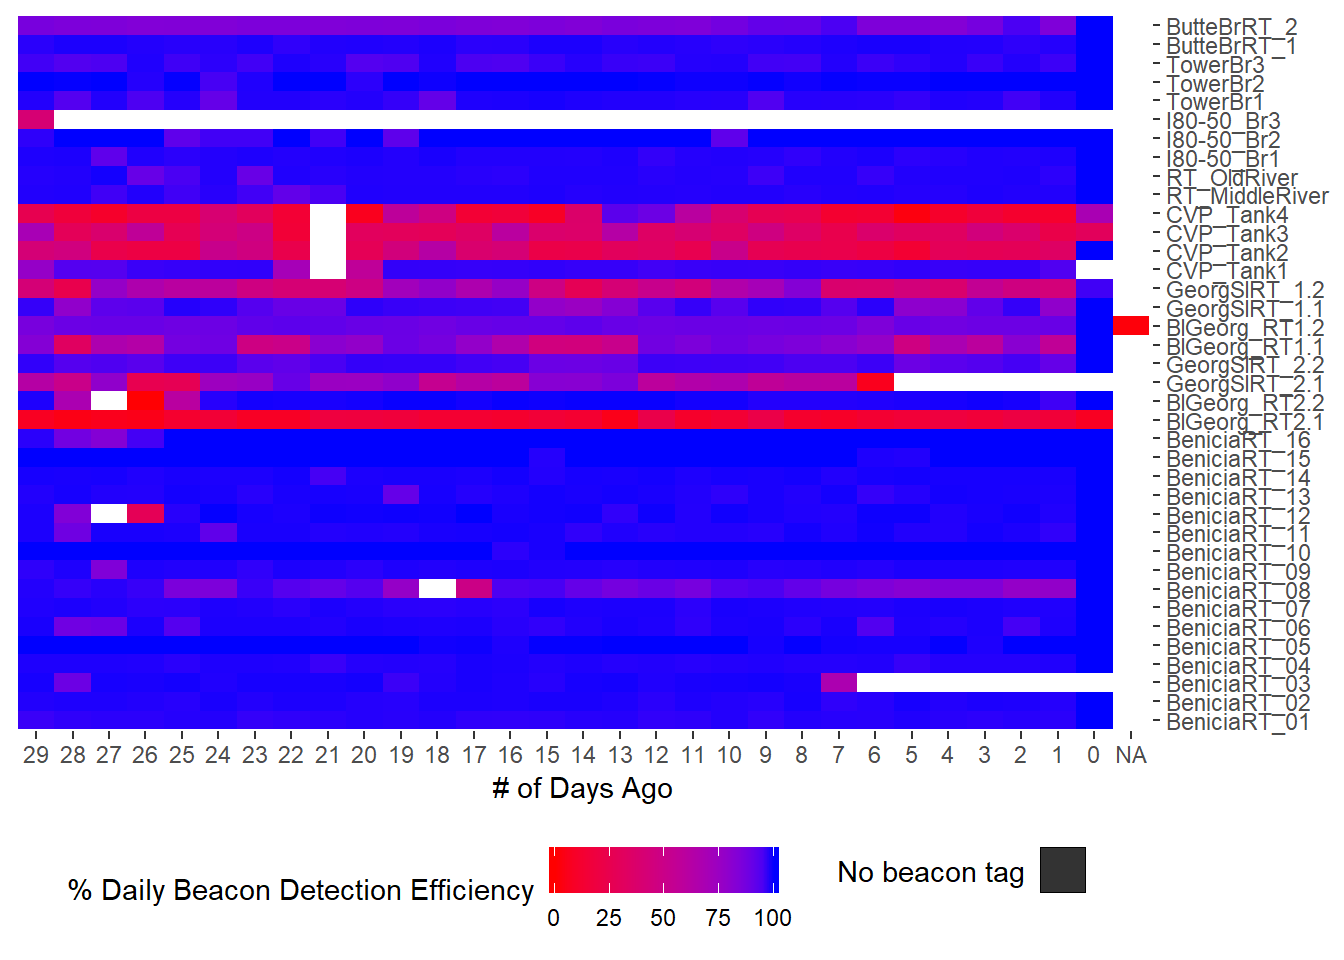 ButteBrRT_2
ButteBrRT_1
TowerBr3
TowerBr2
TowerBr1
I80-50_Br3
I80-50_Br2
I80-50_Br1
RT_OldRiver
RT_MiddleRiver
CVP_Tank4
CVP_Tank3
CVP_Tank2
CVP_Tank1
GeorgSlRT_1.2
GeorgSlRT_1.1
BlGeorg_RT1.2
BlGeorg_RT1.1
GeorgSlRT_2.2
GeorgSlRT_2.1
BlGeorg_RT2.2
BlGeorg_RT2.1
BeniciaRT_16
BeniciaRT_15
BeniciaRT_14
BeniciaRT_13
BeniciaRT_12
BeniciaRT_11
BeniciaRT_10
BeniciaRT_09
BeniciaRT_08
BeniciaRT_07
BeniciaRT_06
BeniciaRT_05
BeniciaRT_04
BeniciaRT_03
BeniciaRT_02
BeniciaRT_01
29 28 27 26 25 24 23 22 21 20 19 18 17 16 15 14 13 12 11 10 9 8 7 6 5 4 3 2 1 0 NA
# of Days Ago
% Daily Beacon Detection Efficiency
0 25 50 75 100
No beacon tag